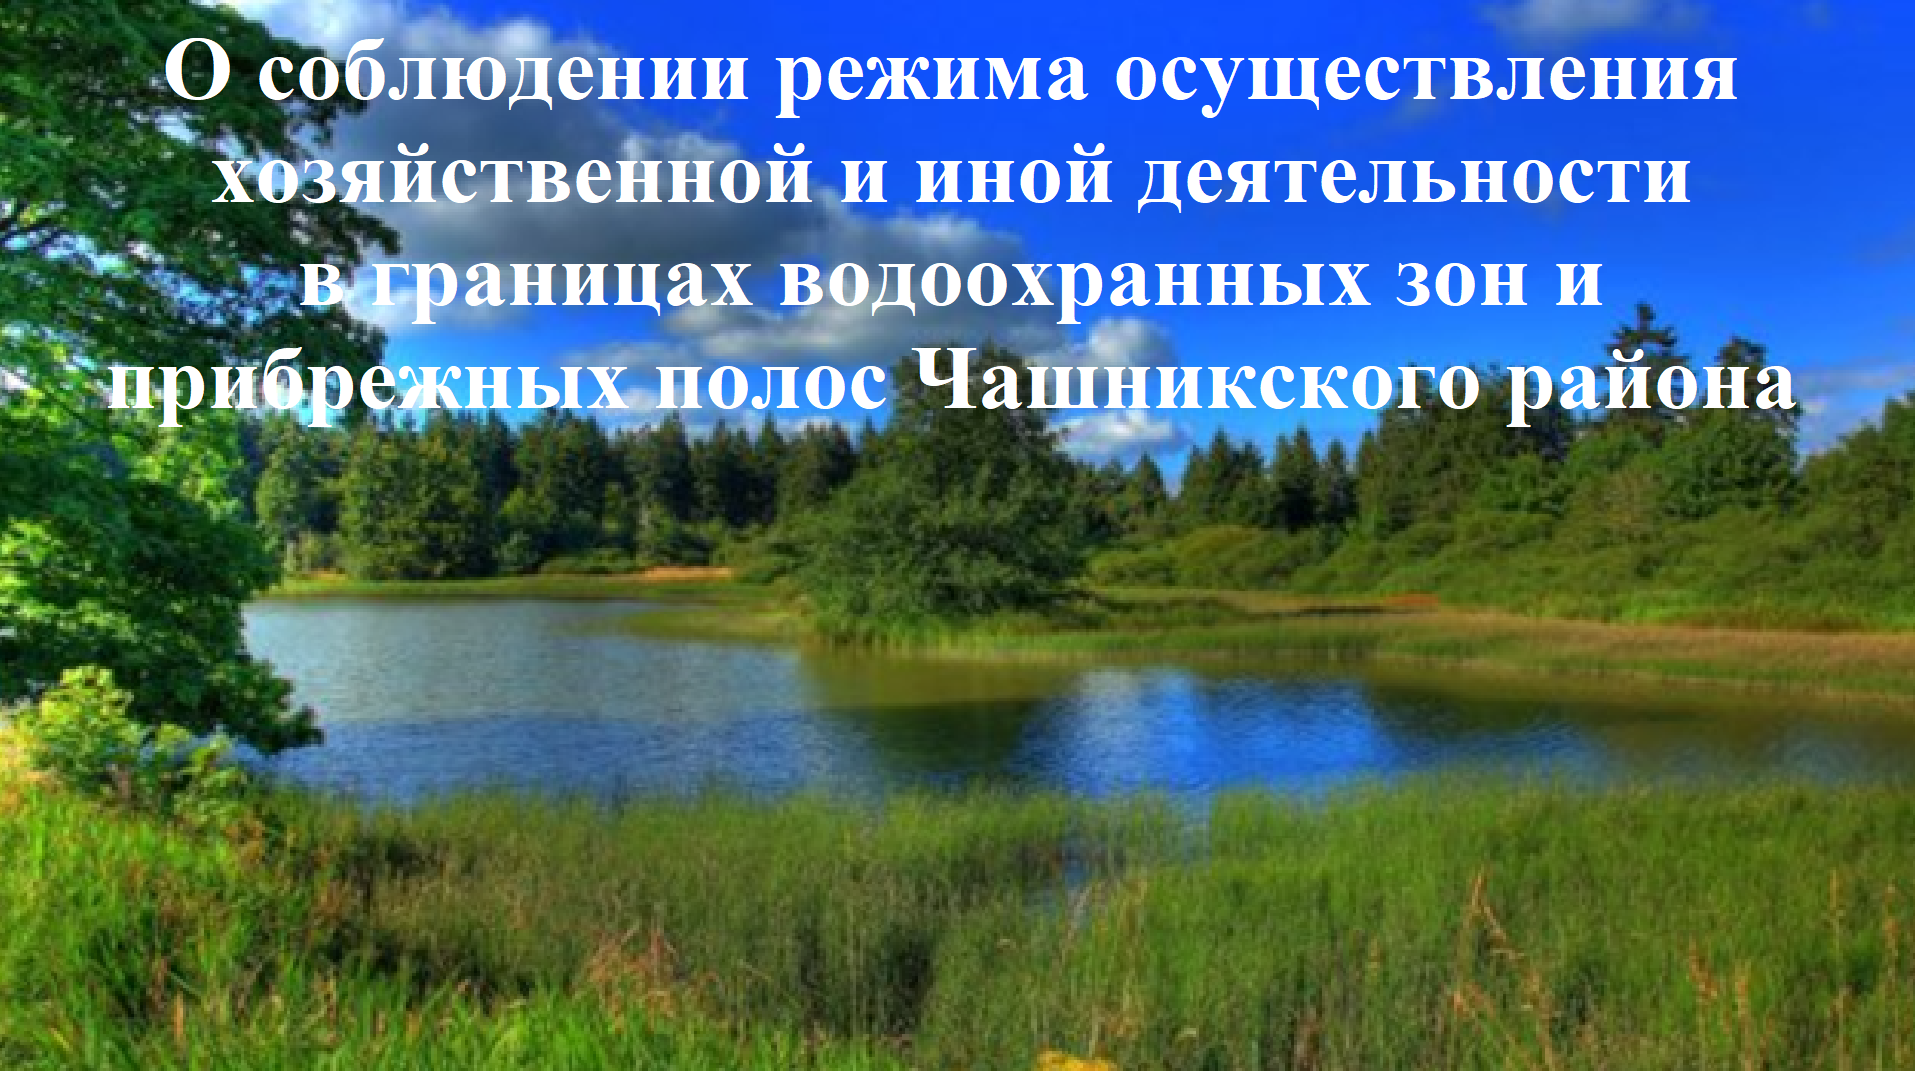 О соблюдении режима осуществления
хозяйственной и иной деятельности
в границах водоохранных зон и
прибрежных полос Чашникского района